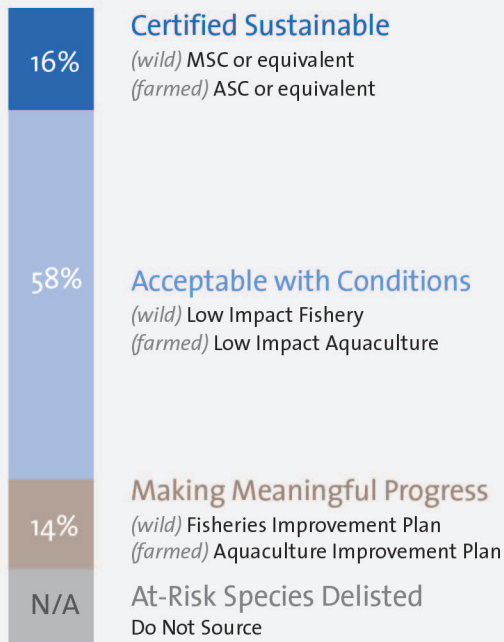 16%
Certified Sustainable
(wild) MSC or equivalent
(farmed) ASC or equivalent
58%
Acceptable with Conditions
(wild) Low Impact Fishery
(farmed) Low Impact Aquaculture
14%
Making Meaningful Progress
(wild) Fisheries Improvement Plan
(farmed) Aquaculture Improvement Plan
N/A
At-Risk Species Delisted
Do Not Source